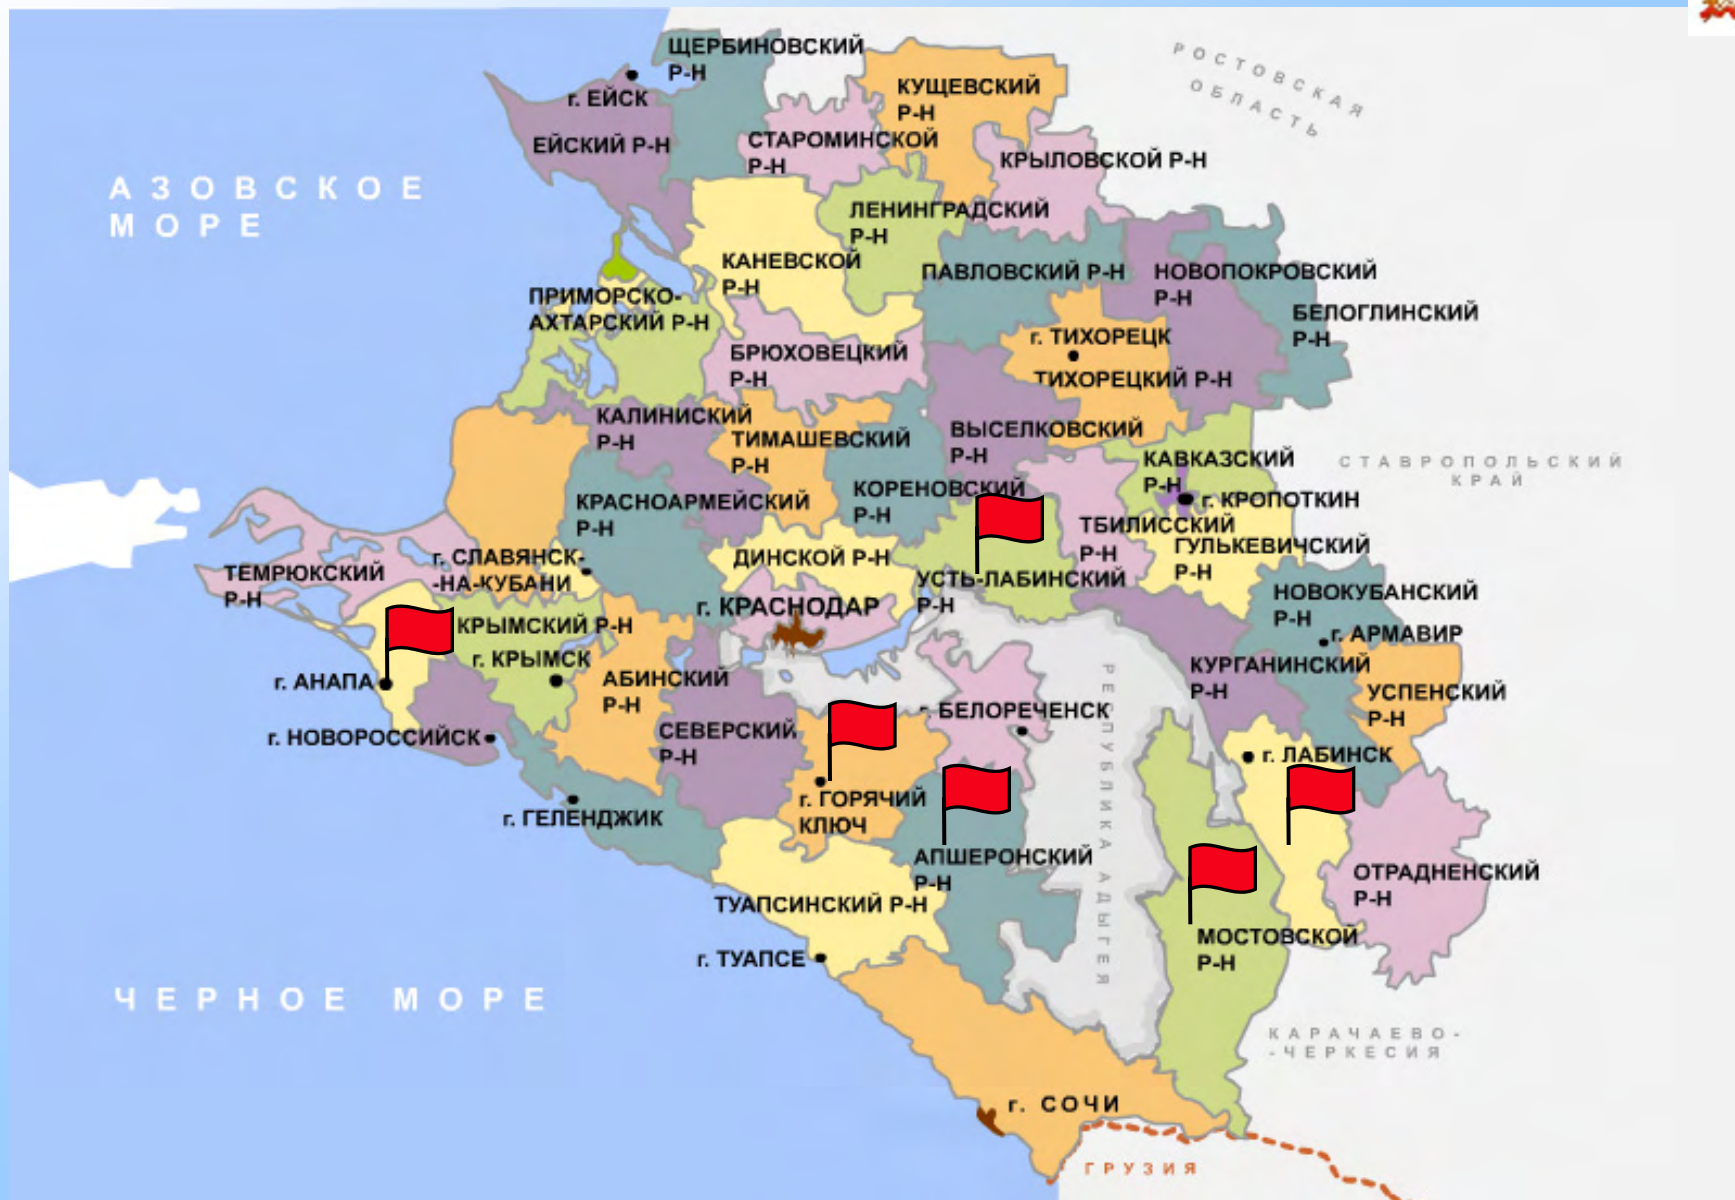 ЩЕРБИНОВСКИЙ
Р-Н
РОСТОВСКАЯ
ОБЛАСТЬ
г. ЕЙСК
КУЩЕВСКИЙ
Р-Н
ЕЙСКИЙ Р-Н
СТАРОМИНСКОЙ
Р-Н
КРЫЛОВСКОЙ Р-Н
АЗОВСКОЕ
МОРЕ
ЛЕНИНГРАДСКИЙ
Р-Н
КАНЕВСКОЙ
Р-Н
ПАВЛОВСКИЙ Р-Н
НОВОПОКРОВСКИЙ
Р-Н
ПРИМОРСКО-
АХТАРСКИЙ Р-Н
БЕЛОГЛИНСКИЙ
Р-Н
г. ТИХОРЕЦК
БРЮХОВЕЦКИЙ
Р-Н
ТИХОРЕЦКИЙ Р-Н
КАЛИНИСКИЙ
Р-Н
ТИМАШЕВСКИЙ
Р-Н
ВЫСЕЛКОВСКИЙ
Р-Н
КАВКАЗСКИЙ
Р-Н
СТАВРОПОЛЬСКИЙ
КРАЙ
КРАСНОАРМЕЙСКИЙ
Р-Н
КОРЕНОВСКИЙ
Р-Н
г. КРОПОТКИН
ТБИЛИССКИЙ
Р-Н
ГУЛЬКЕВИЧСКИЙ
Р-Н
г. СЛАВЯНСК-
-НА-КУБАНИ
ДИНСКОЙ Р-Н
ТЕМРЮКСКИЙ
Р-Н
УСТЬ-ЛАБИНСКИЙ
Р-Н
НОВОКУБАНСКИЙ
Р-Н
г. КРАСНОДАР
КРЫМСКИЙ Р-Н
г. АРМАВИР
г. КРЫМСК
КУРГАНИНСКИЙ
Р-Н
г. АНАПА
АБИНСКИЙ
Р-Н
УСПЕНСКИЙ
Р-Н
г. БЕЛОРЕЧЕНСК
РЕСПУБЛИКА АДЫГЕЯ
г. НОВОРОССИЙСК
СЕВЕРСКИЙ
Р-Н
г. ЛАБИНСК
г. ГОРЯЧИЙ
КЛЮЧ
г. ГЕЛЕНДЖИК
АПШЕРОНСКИЙ
Р-Н
ОТРАДНЕНСКИЙ
Р-Н
ТУАПСИНСКИЙ Р-Н
МОСТОВСКОЙ
Р-Н
г. ТУАПСЕ
ЧЕРНОЕ МОРЕ
КАРАЧАЕВО-
-ЧЕРКЕСИЯ
г. СОЧИ
ГРУЗИЯ